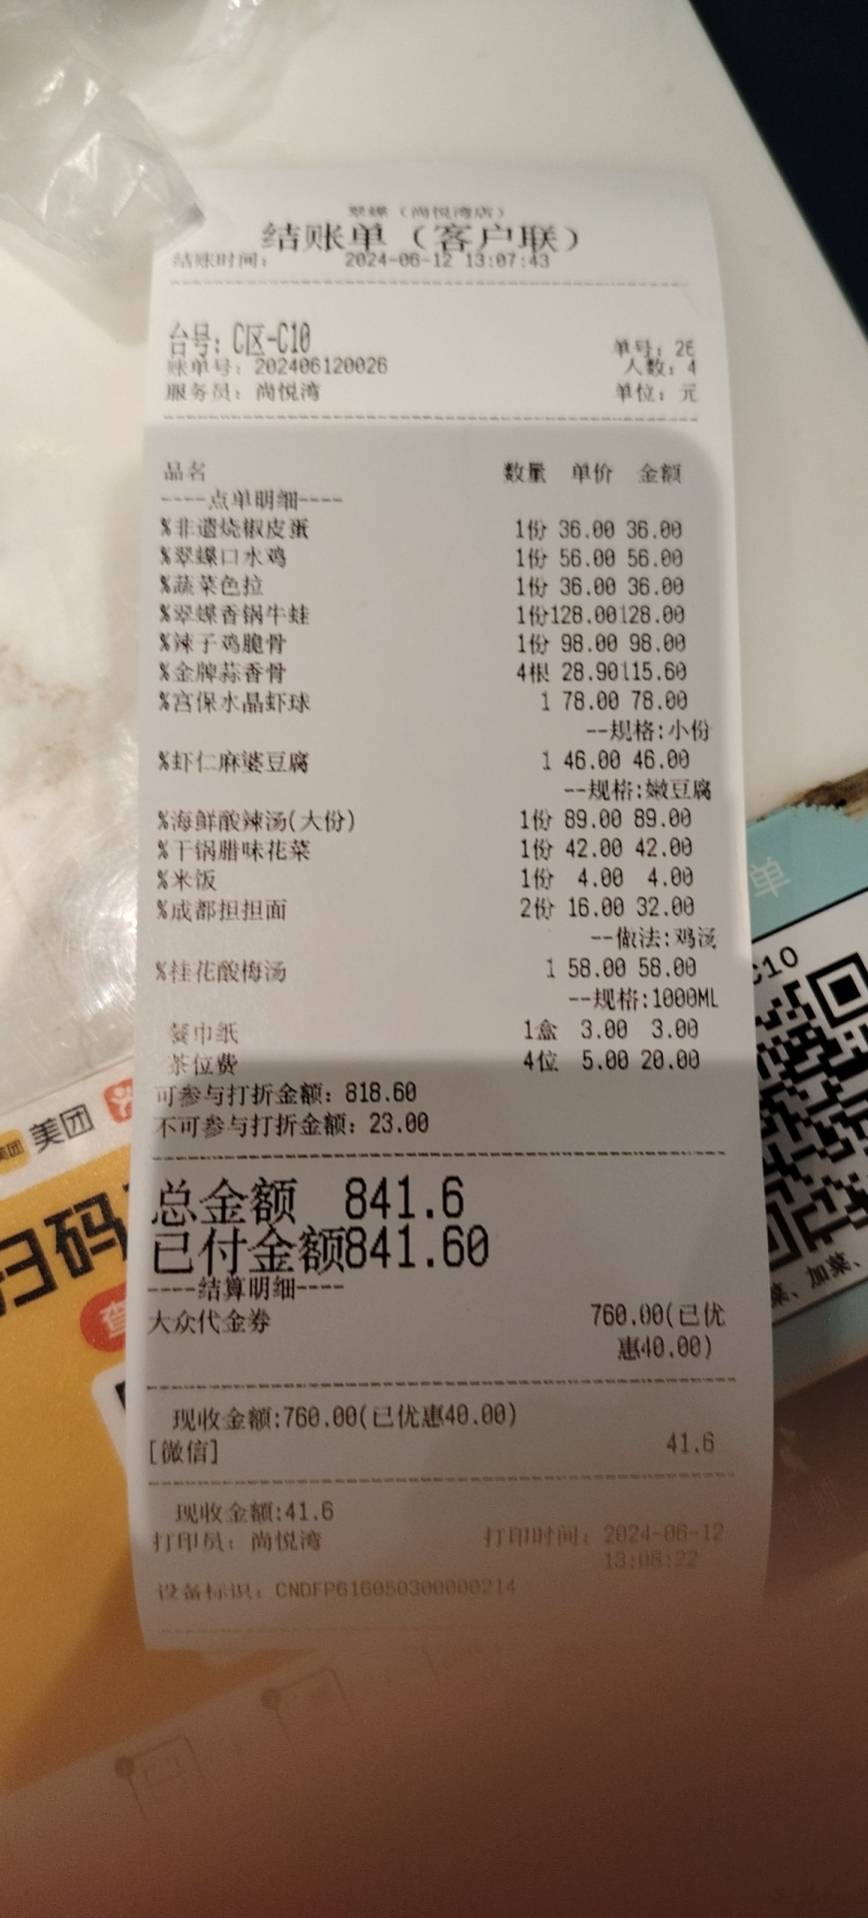 翠蝶（尚悦湾店）
结账单（客户联）
结账时间： 2024-06-12 13:07:43
台号：C区-C10
单号：26
账单号：202406120026
人数：4
服务员：尚悦湾
单位：元
品名 数量 单价 金额
----点单明细----
%非遗烧椒皮蛋 1份 36.00 36.00
%翠蝶口水鸡 1份 56.00 56.00
%蔬菜色拉 1份 36.00 36.00
%翠蝶香锅牛蛙 1份128.00128.00
%辣子鸡脆骨 1份 98.00 98.00
%金牌蒜香骨 4根 28.90115.60
%宫保水晶虾球 1 78.00 78.00
--规格:小份
%虾仁麻婆豆腐 1 46.00 46.00
--规格:嫩豆腐
%海鲜酸辣汤(大份) 1份 89.00 89.00
%干锅腊味花菜 1份 42.00 42.00
%米饭 1份 4.00 4.00
%成都担担面 2份 16.00 32.00
--做法:鸡汤
%桂花酸梅汤 1 58.00 58.00
--规格:1000ML
餐巾纸 1盒 3.00 3.00
茶位费 4位 5.00 20.00
可参与打折金额：818.60
不可参与打折金额：23.00
总金额 841.6
已付金额841.60
----结算明细----
大众代金券 760.00(已优
惠40.00)
现收金额:760.00(已优惠40.00)
[微信] 41.6
现收金额:41.6
打印员：尚悦湾 打印时间：2024-06-12
13:08:22
设备标识：CNDFP616050300000214
美团
美团
扫码
查
单
C10
菜、加菜、